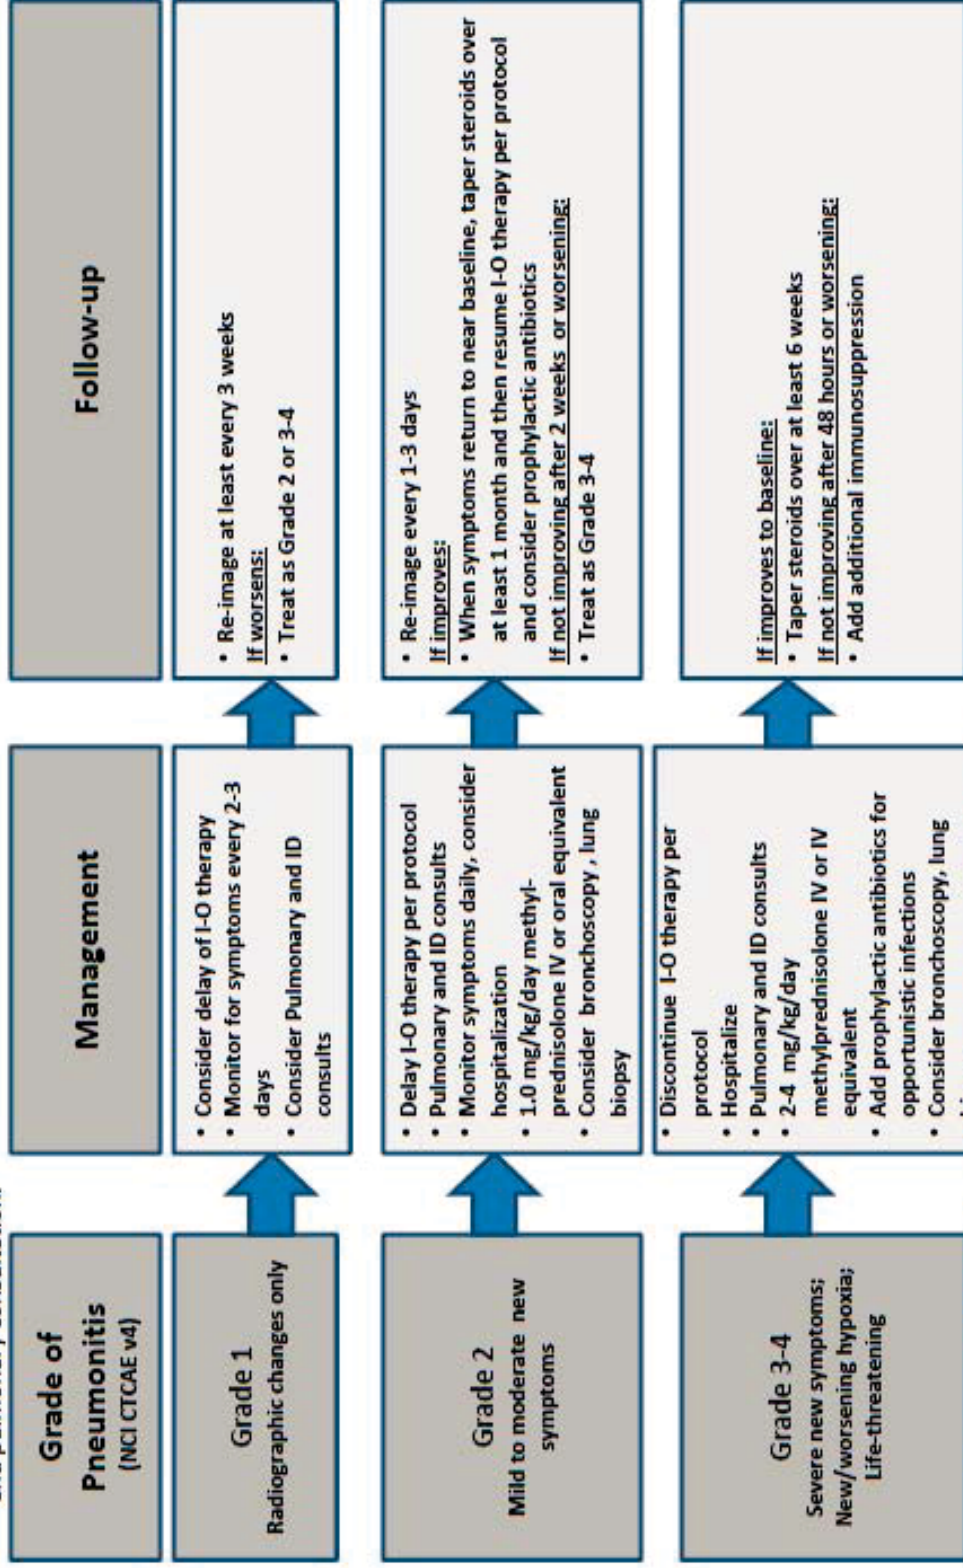 Grade of
Pneumonitis
(NCI CTCAE v4)
Management
Follow-up
Grade 1
Radiographic changes only
• Consider delay of I-O therapy
• Monitor for symptoms every 2-3
days
• Consider Pulmonary and ID
consults
• Re-image at least every 3 weeks
If worsens:
• Treat as Grade 2 or 3-4
Grade 2
Mild to moderate new
symptoms
• Delay I-O therapy per protocol
• Pulmonary and ID consults
• Monitor symptoms daily, consider
hospitalization
• 1.0 mg/kg/day methyl-
prednisolone IV or oral equivalent
• Consider bronchoscopy , lung
biopsy
• Re-image every 1-3 days
If improves:
• When symptoms return to near baseline, taper steroids over
at least 1 month and then resume I-O therapy per protocol
and consider prophylactic antibiotics
If not improving after 2 weeks or worsening:
• Treat as Grade 3-4
Grade 3-4
Severe new symptoms;
New/worsening hypoxia;
Life-threatening
• Discontinue I-O therapy per
protocol
• Hospitalize
• Pulmonary and ID consults
• 2-4 mg/kg/day
methylprednisolone IV or IV
equivalent
• Add prophylactic antibiotics for
opportunistic infections
• Consider bronchoscopy, lung
If improves to baseline:
• Taper steroids over at least 6 weeks
If not improving after 48 hours or worsening:
• Add additional immunosuppression